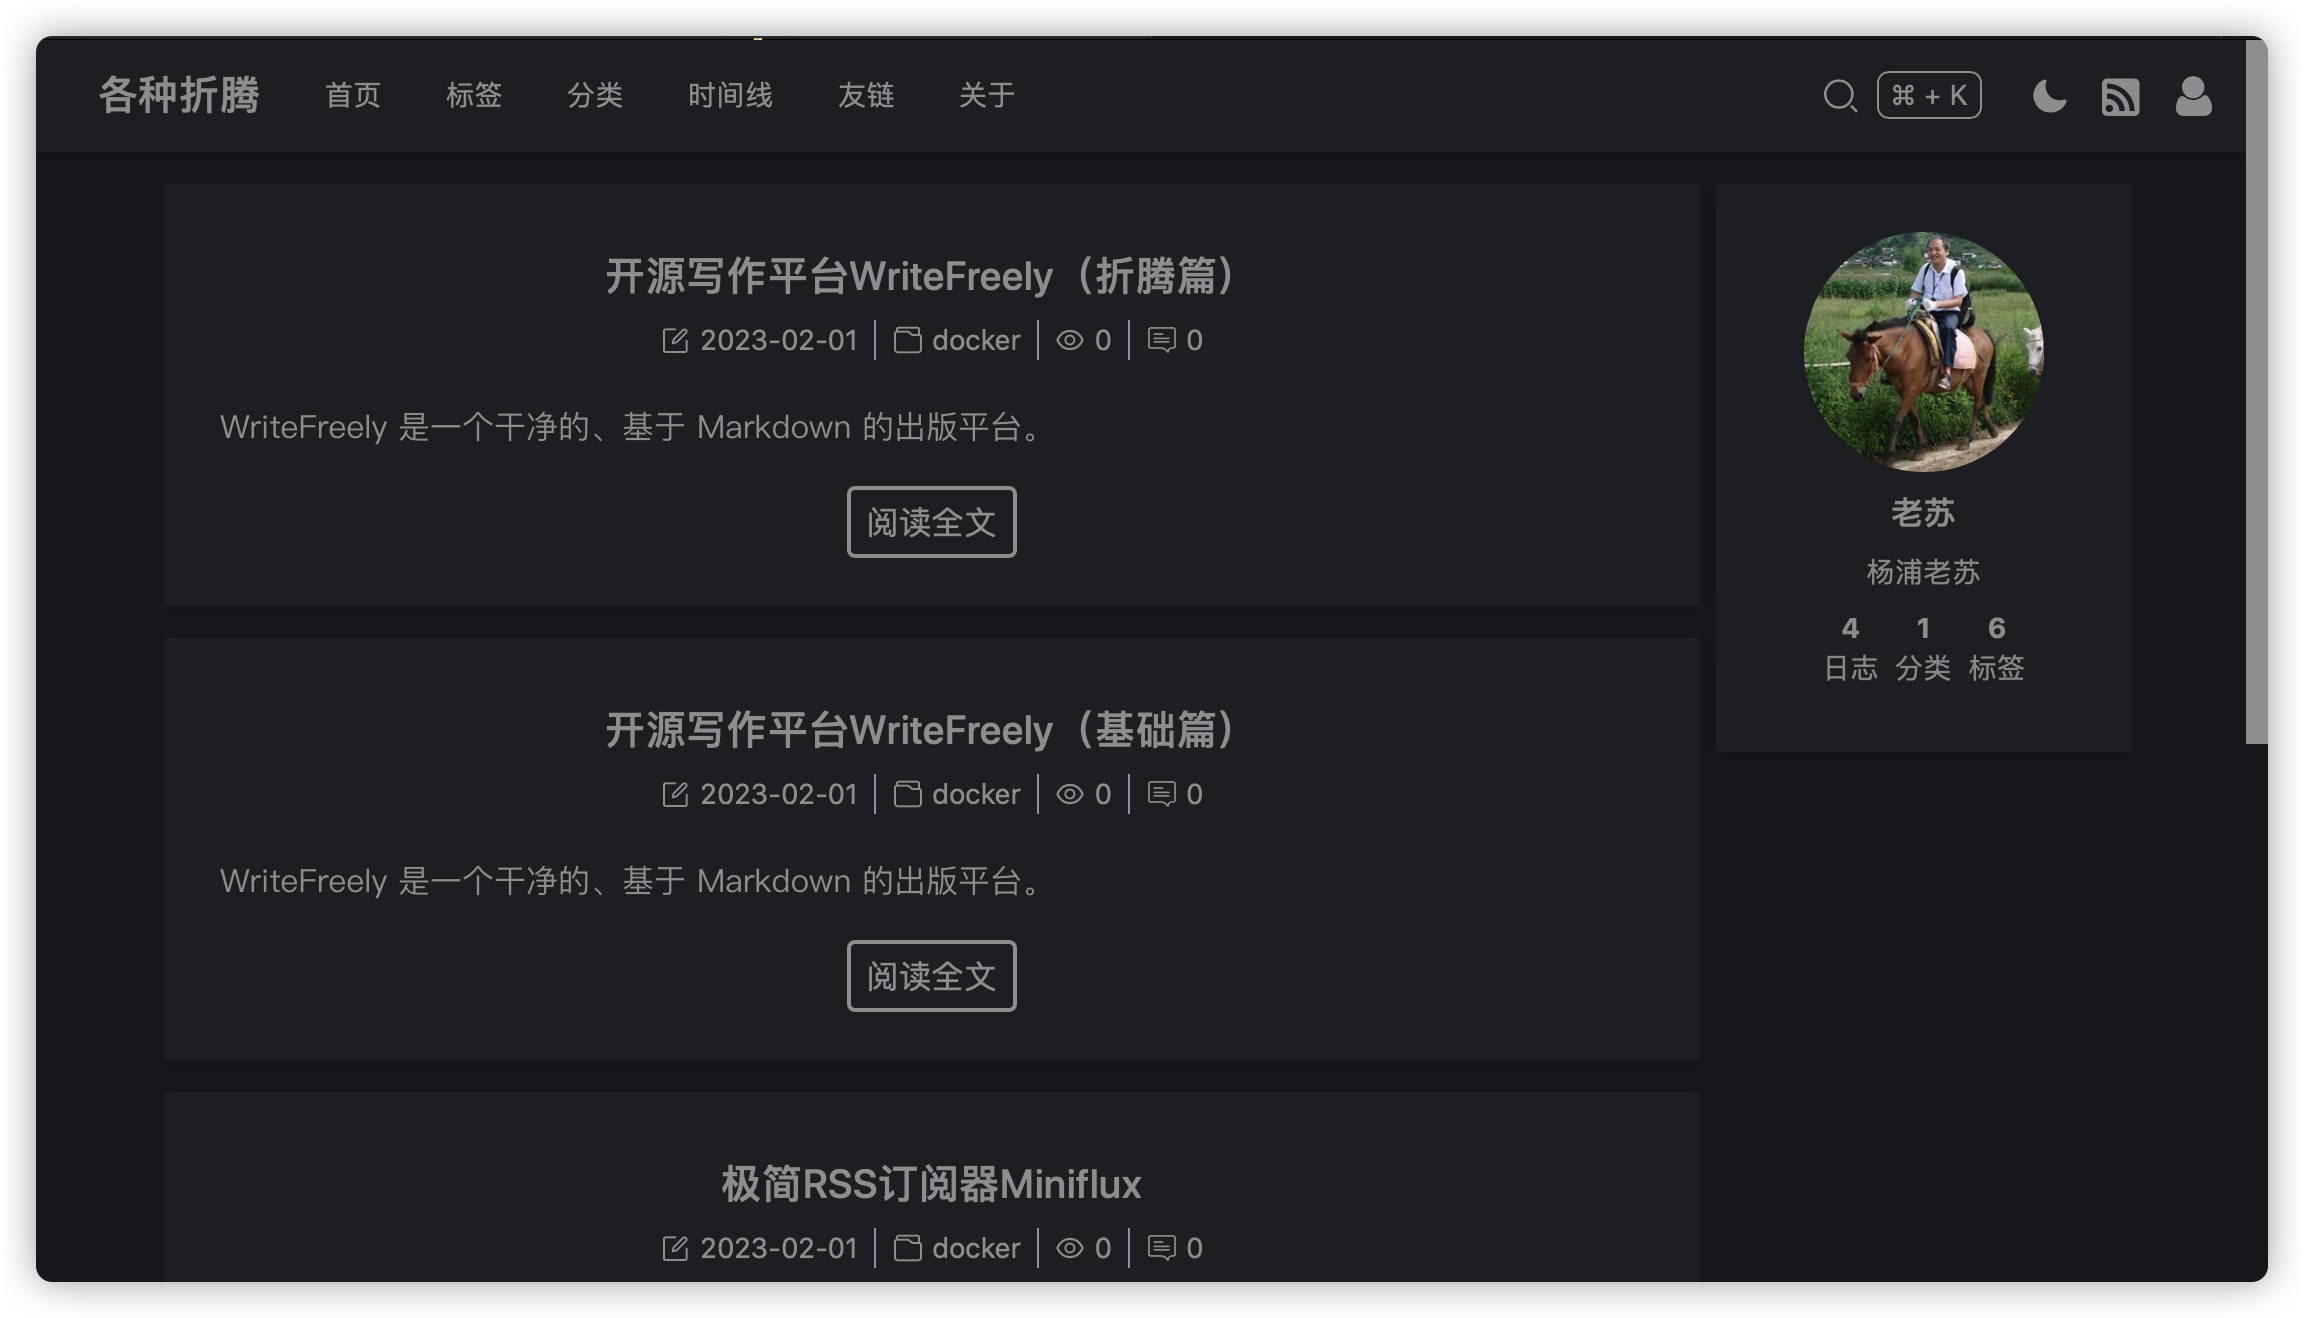 各种折腾 首页 标签 分类 时间线 友链 关于 ⌘ + K
开源写作平台WriteFreely（折腾篇）
2023-02-01 docker 0 0
WriteFreely 是一个干净的、基于 Markdown 的出版平台。
阅读全文
开源写作平台WriteFreely（基础篇）
2023-02-01 docker 0 0
WriteFreely 是一个干净的、基于 Markdown 的出版平台。
阅读全文
极简RSS订阅器Miniflux
2023-02-01 docker 0 0
老苏
杨浦老苏
4 1 6
日志 分类 标签